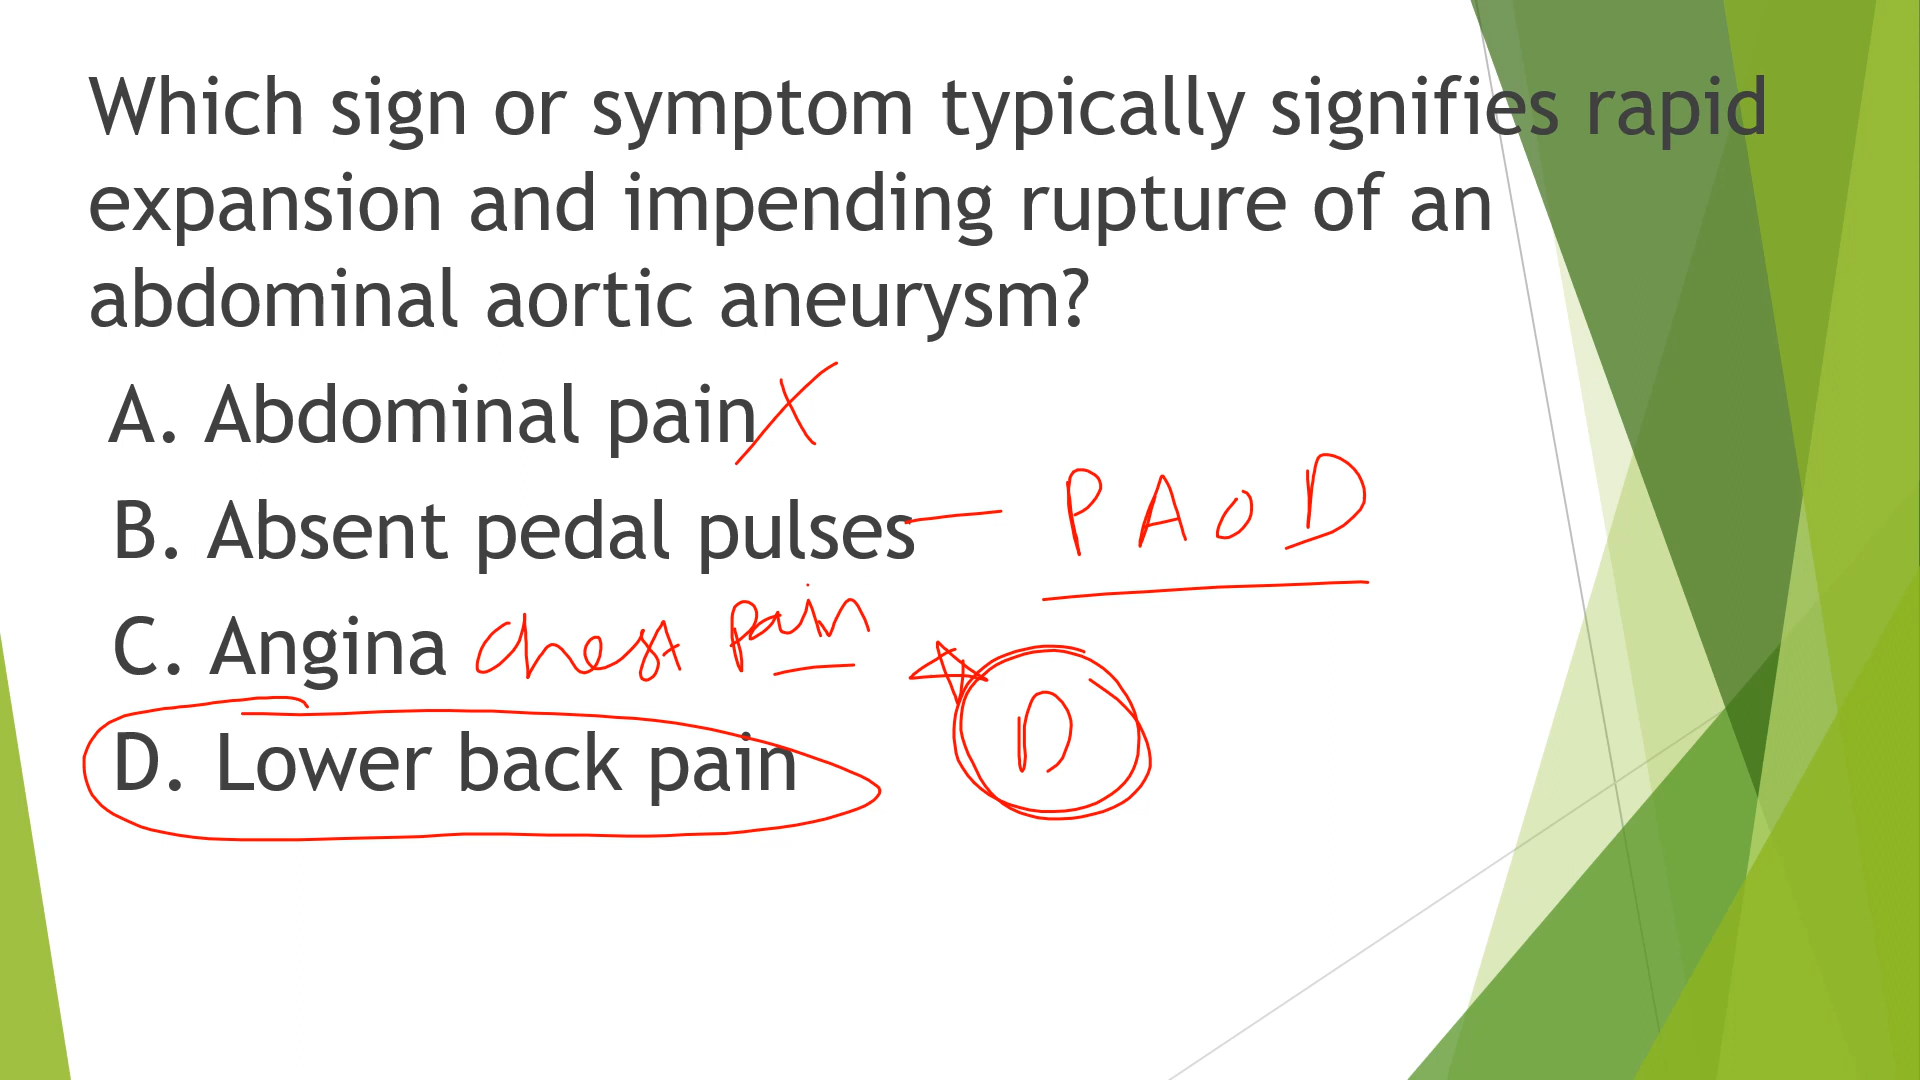 Which sign or symptom typically signifies rapid
expansion and impending rupture of an
abdominal aortic aneurysm?
A. Abdominal pain X
B. Absent pedal pulses — PAOD
C. Angina chest pain
D. Lower back pain D